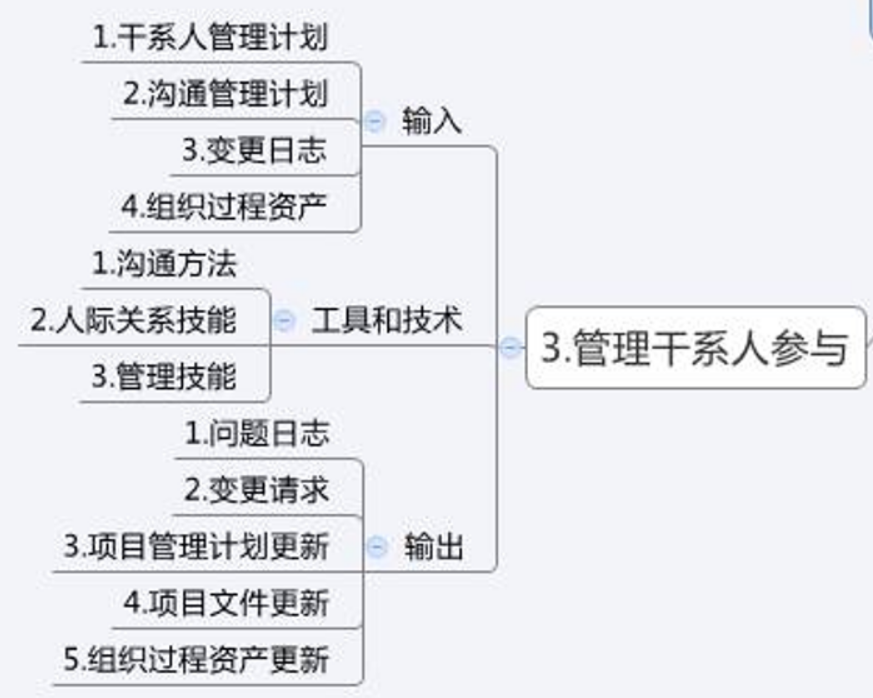 1.干系人管理计划
2.沟通管理计划
3.变更日志
4.组织过程资产
输入
1.沟通方法
2.人际关系技能
3.管理技能
工具和技术
1.问题日志
2.变更请求
3.项目管理计划更新
4.项目文件更新
5.组织过程资产更新
输出
3.管理干系人参与